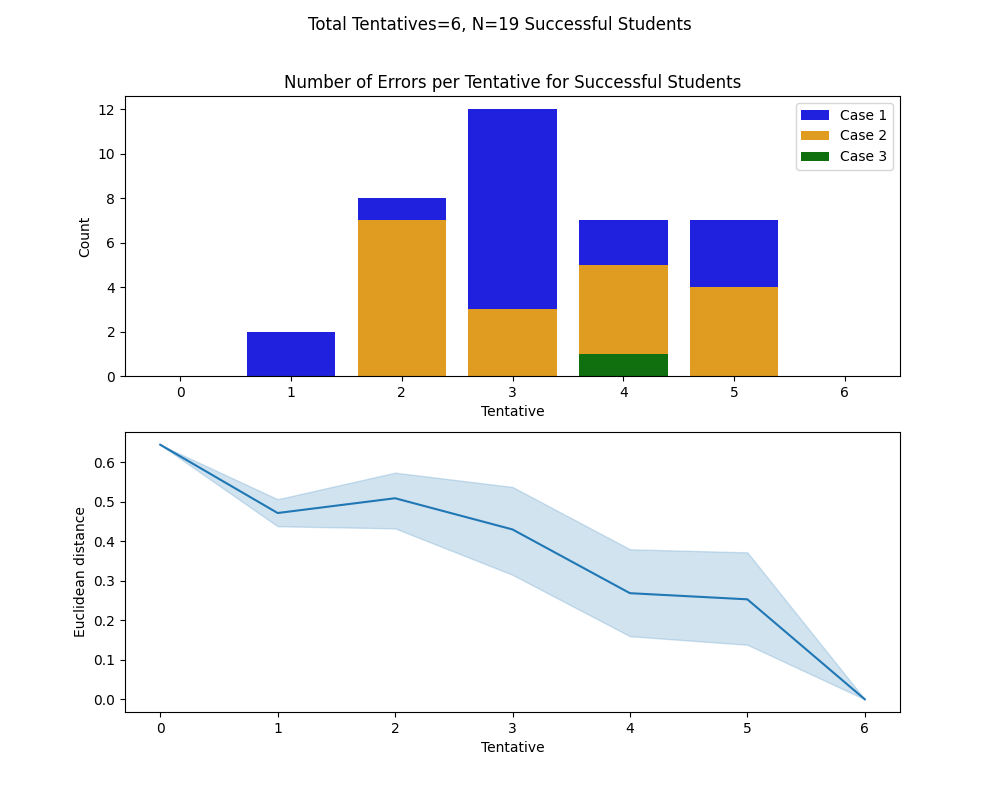 Total Tentatives=6, N=19 Successful Students
Number of Errors per Tentative for Successful Students
12
10
8
6
4
2
0
Count
Case 1
Case 2
Case 3
0 1 2 3 4 5 6
Tentative
0.6
0.5
0.4
0.3
0.2
0.1
0.0
Euclidean distance
0 1 2 3 4 5 6
Tentative